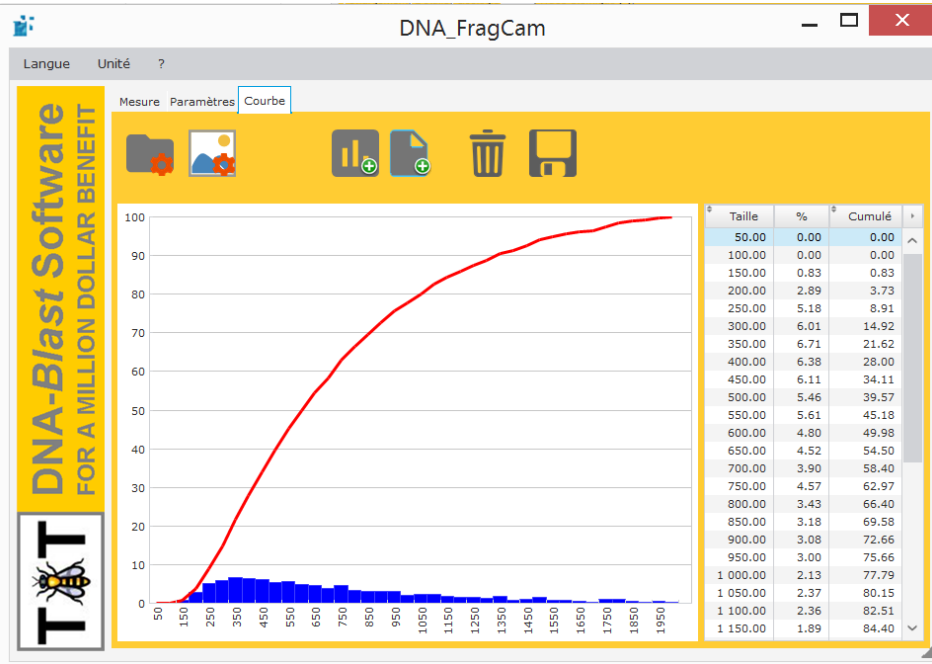 DNA_FragCam
Langue Unité ?
DNA-Blast Software
FOR A MILLION DOLLAR BENEFIT
T T
Mesure Paramètres Courbe
100
90
80
70
60
50
40
30
20
10
0
50 150 250 350 450 550 650 750 850 950 1050 1150 1250 1350 1450 1550 1650 1750 1850 1950
Taille % Cumulé
50.00 0.00 0.00
100.00 0.00 0.00
150.00 0.83 0.83
200.00 2.89 3.73
250.00 5.18 8.91
300.00 6.01 14.92
350.00 6.71 21.62
400.00 6.38 28.00
450.00 6.11 34.11
500.00 5.46 39.57
550.00 5.61 45.18
600.00 4.80 49.98
650.00 4.52 54.50
700.00 3.90 58.40
750.00 4.57 62.97
800.00 3.43 66.40
850.00 3.18 69.58
900.00 3.08 72.66
950.00 3.00 75.66
1 000.00 2.13 77.79
1 050.00 2.37 80.15
1 100.00 2.36 82.51
1 150.00 1.89 84.40